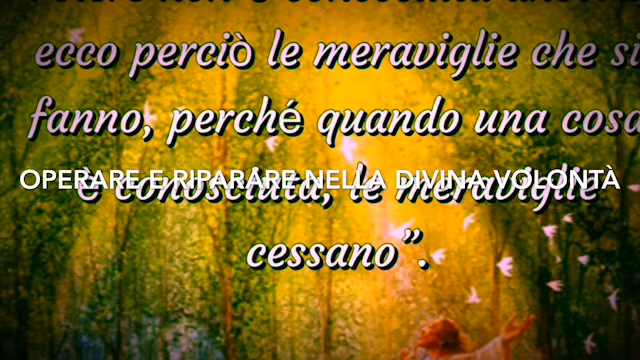 ecco perciò le meraviglie che si
fanno, perché quando una cosa
OPERARE E RIPARARE NELLA DIVINA VOLONTÀ
è conosciuta, le meraviglie
cessano”.